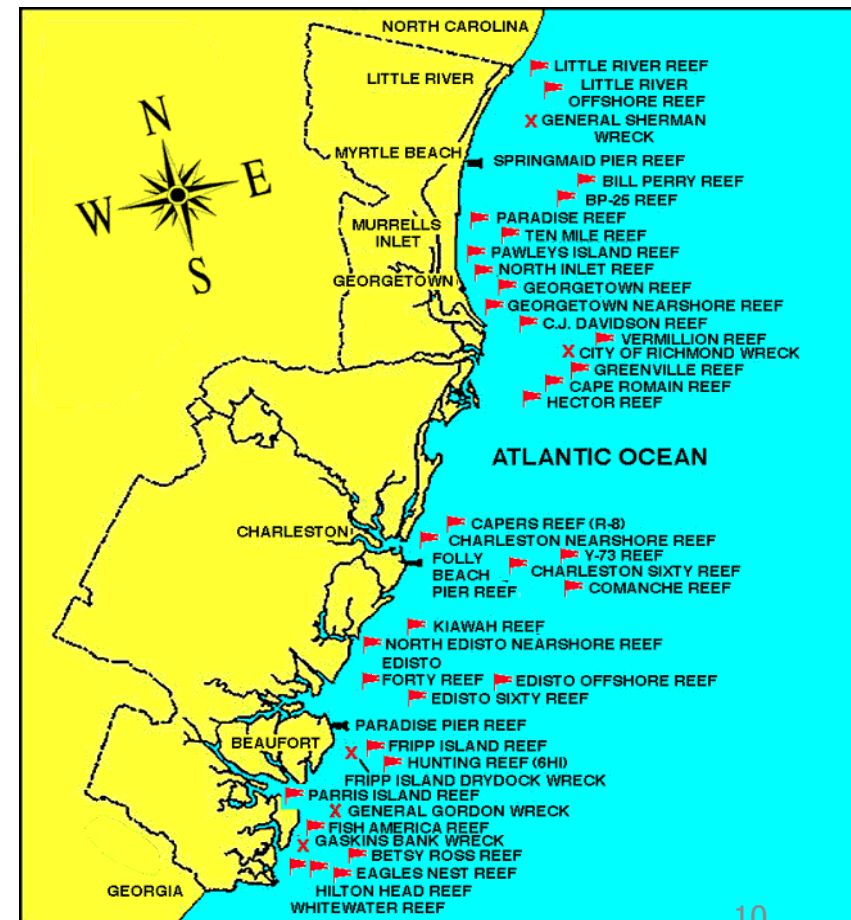 NORTH CAROLINA
LITTLE RIVER
LITTLE RIVER REEF
LITTLE RIVER
OFFSHORE REEF
X GENERAL SHERMAN
WRECK
N
W
E
S
MYRTLE BEACH
SPRINGMAID PIER REEF
BILL PERRY REEF
BP-25 REEF
PARADISE REEF
MURRELLS
INLET
TEN MILE REEF
PAWLEYS ISLAND REEF
NORTH INLET REEF
GEORGETOWN
GEORGETOWN REEF
GEORGETOWN NEARSHORE REEF
C.J. DAVIDSON REEF
VERMILLION REEF
X CITY OF RICHMOND WRECK
GREENVILLE REEF
CAPE ROMAIN REEF
HECTOR REEF
ATLANTIC OCEAN
CAPERS REEF (R-8)
CHARLESTON
CHARLESTON NEARSHORE REEF
Y-73 REEF
FOLLY
BEACH
PIER REEF
CHARLESTON SIXTY REEF
COMANCHE REEF
KIAWAH REEF
NORTH EDISTO NEARSHORE REEF
EDISTO
FORTY REEF
EDISTO OFFSHORE REEF
EDISTO SIXTY REEF
PARADISE PIER REEF
BEAUFORT
X
FRIPP ISLAND REEF
HUNTING REEF (6HI)
FRIPP ISLAND DRYDOCK WRECK
PARRIS ISLAND REEF
X GENERAL GORDON WRECK
FISH AMERICA REEF
X GASKINS BANK WRECK
BETSY ROSS REEF
EAGLES NEST REEF
GEORGIA
HILTON HEAD REEF
WHITEWATER REEF
10